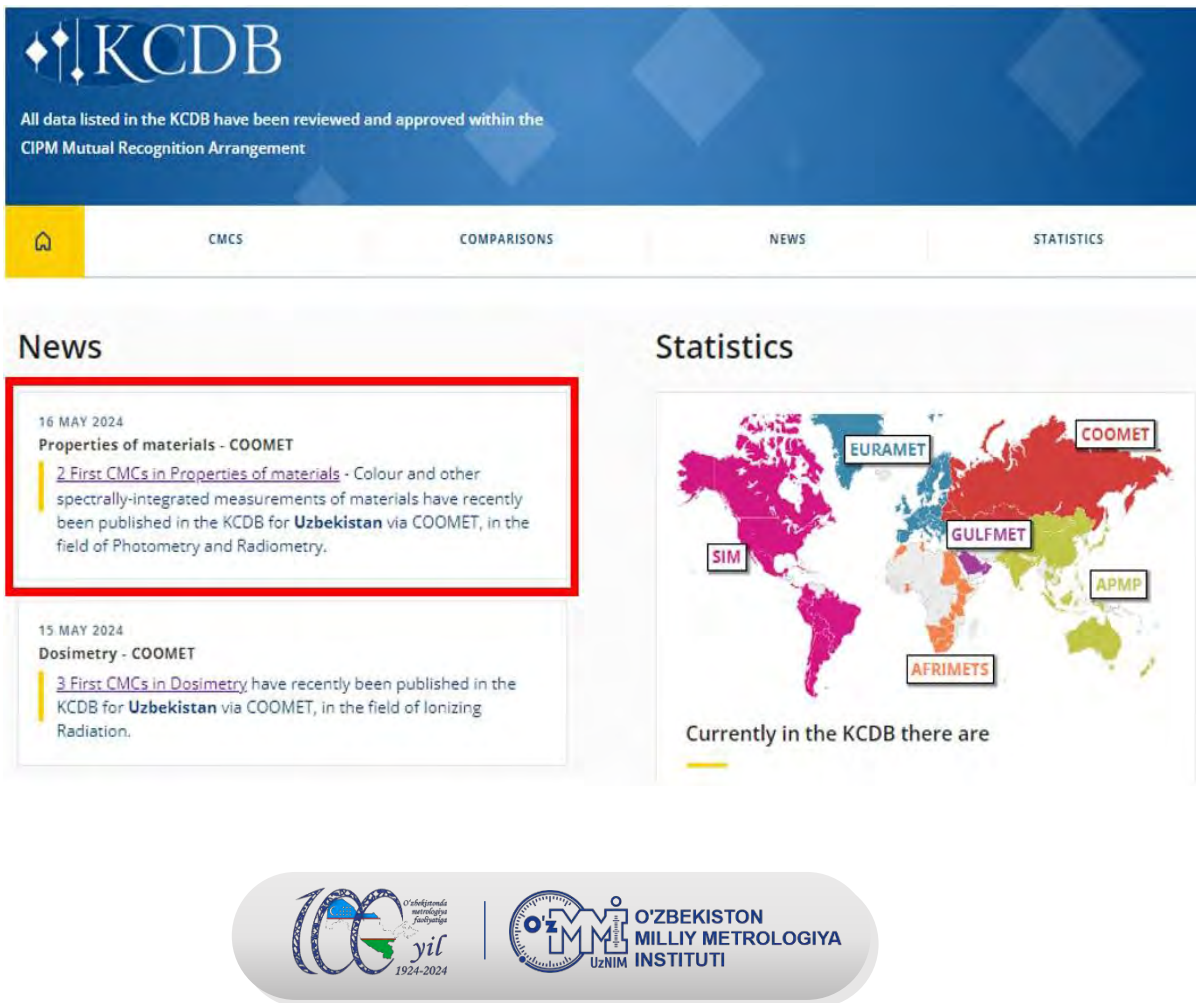 KCDB
All data listed in the KCDB have been reviewed and approved within the
CIPM Mutual Recognition Arrangement
CMCS
COMPARISONS
NEWS
STATISTICS
News
16 MAY 2024
Properties of materials - COOMET
2 First CMCs in Properties of materials - Colour and other
spectrally-integrated measurements of materials have recently
been published in the KCDB for Uzbekistan via COOMET, in the
field of Photometry and Radiometry.
15 MAY 2024
Dosimetry - COOMET
3 First CMCs in Dosimetry have recently been published in the
KCDB for Uzbekistan via COOMET, in the field of Ionizing
Radiation.
Statistics
COOMET
EURAMET
GULFMET
SIM
APMP
AFRIMETS
Currently in the KCDB there are
100
O'zbekistonda
metrologiya
faoliyatiga
yil
1924-2024
O'Z MMI
UzNIM
O'ZBEKISTON
MILLIY METROLOGIYA
INSTITUTI